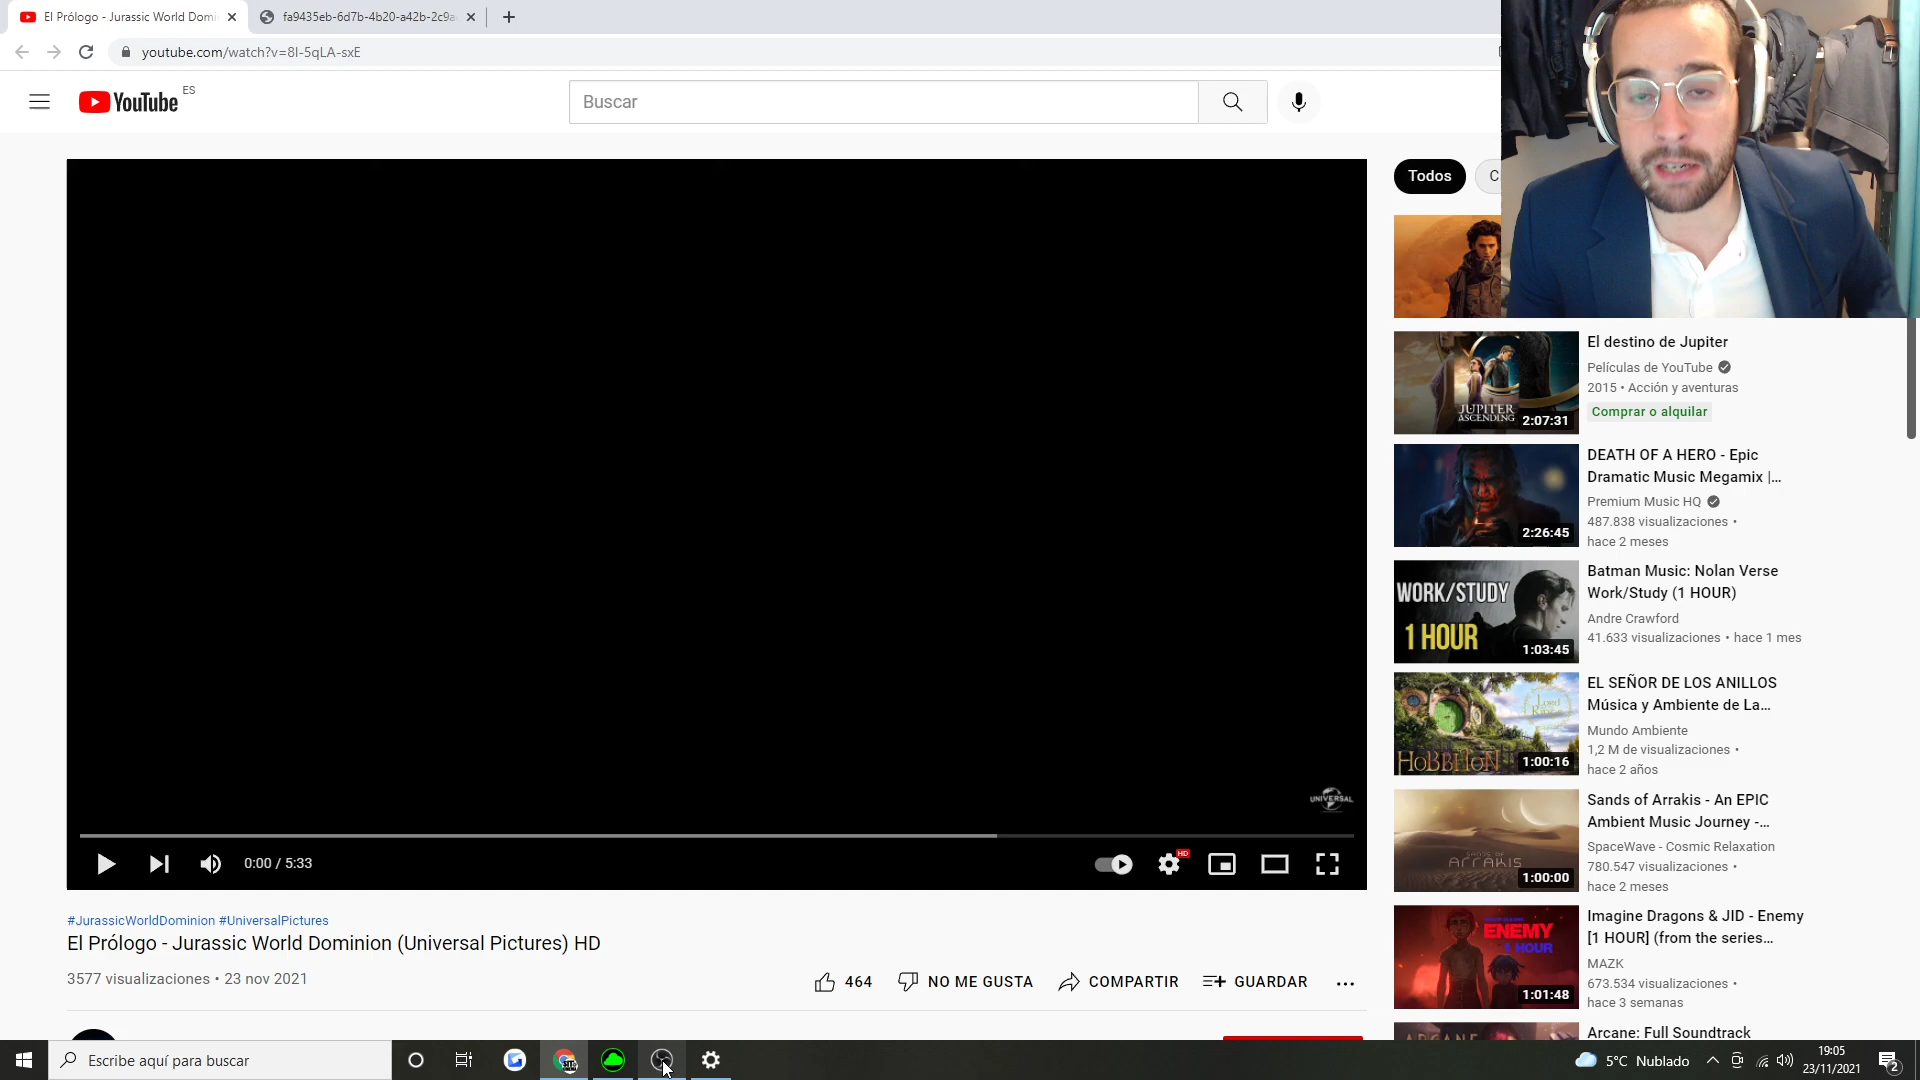 El Prólogo - Jurassic World Domi
fa9435eb-6d7b-4b20-a42b-2c9a
youtube.com/watch?v=8I-5qLA-sxE
YouTube ES
Buscar
Todos
C
El destino de Jupiter
Películas de YouTube
2015 • Acción y aventuras
Comprar o alquilar
JUPITER
ASCENDING
2:07:31
DEATH OF A HERO - Epic
Dramatic Music Megamix |...
Premium Music HQ
487.838 visualizaciones •
hace 2 meses
2:26:45
Batman Music: Nolan Verse
Work/Study (1 HOUR)
Andre Crawford
41.633 visualizaciones • hace 1 mes
WORK/STUDY
1 HOUR
1:03:45
EL SEÑOR DE LOS ANILLOS
Música y Ambiente de La...
Mundo Ambiente
1,2 M de visualizaciones •
hace 2 años
HOBBITON
1:00:16
Sands of Arrakis - An EPIC
Ambient Music Journey -...
SpaceWave - Cosmic Relaxation
780.547 visualizaciones •
hace 2 meses
SANDS OF
ARRAKIS
1:00:00
Imagine Dragons & JID - Enemy
[1 HOUR] (from the series...
MAZK
673.534 visualizaciones •
hace 3 semanas
ENEMY
1 HOUR
1:01:48
Arcane: Full Soundtrack
ARCANE
UNIVERSAL
0:00 / 5:33
HD
#JurassicWorldDominion #UniversalPictures
El Prólogo - Jurassic World Dominion (Universal Pictures) HD
3577 visualizaciones • 23 nov 2021
464
NO ME GUSTA
COMPARTIR
GUARDAR
Escribe aquí para buscar
5°C Nublado
19:05
23/11/2021
2